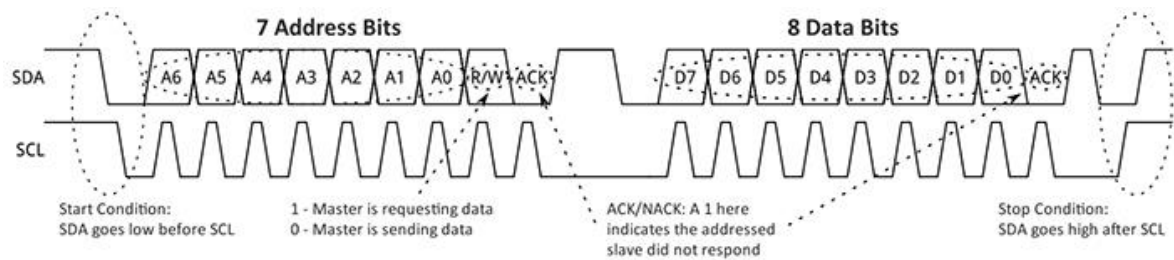 7 Address Bits 8 Data Bits
SDA A6 A5 A4 A3 A2 A1 A0 R/W ACK D7 D6 D5 D4 D3 D2 D1 D0 ACK
SCL
Start Condition:
SDA goes low before SCL
1 - Master is requesting data
0 - Master is sending data
ACK/NACK: A 1 here
indicates the addressed
slave did not respond
Stop Condition:
SDA goes high after SCL